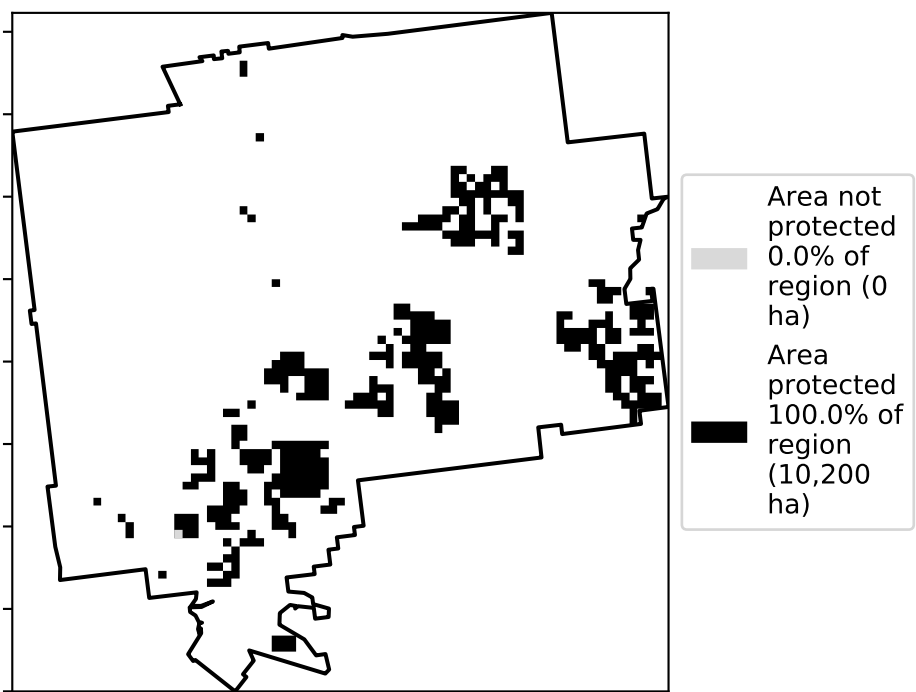 Area not
protected
0.0% of
region (0
ha)
Area
protected
100.0% of
region
(10,200
ha)